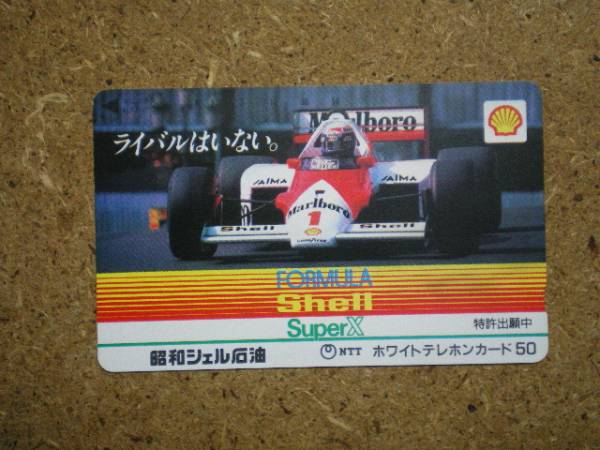 Marlboro
ライバルはいない。
SAIMA
SAIMA
Marlboro
1
Shell
Shell
GOODYEAR
FORMULA
Shell
SuperX
特許出願中
昭和シェル石油
NTT ホワイトテレホンカード50